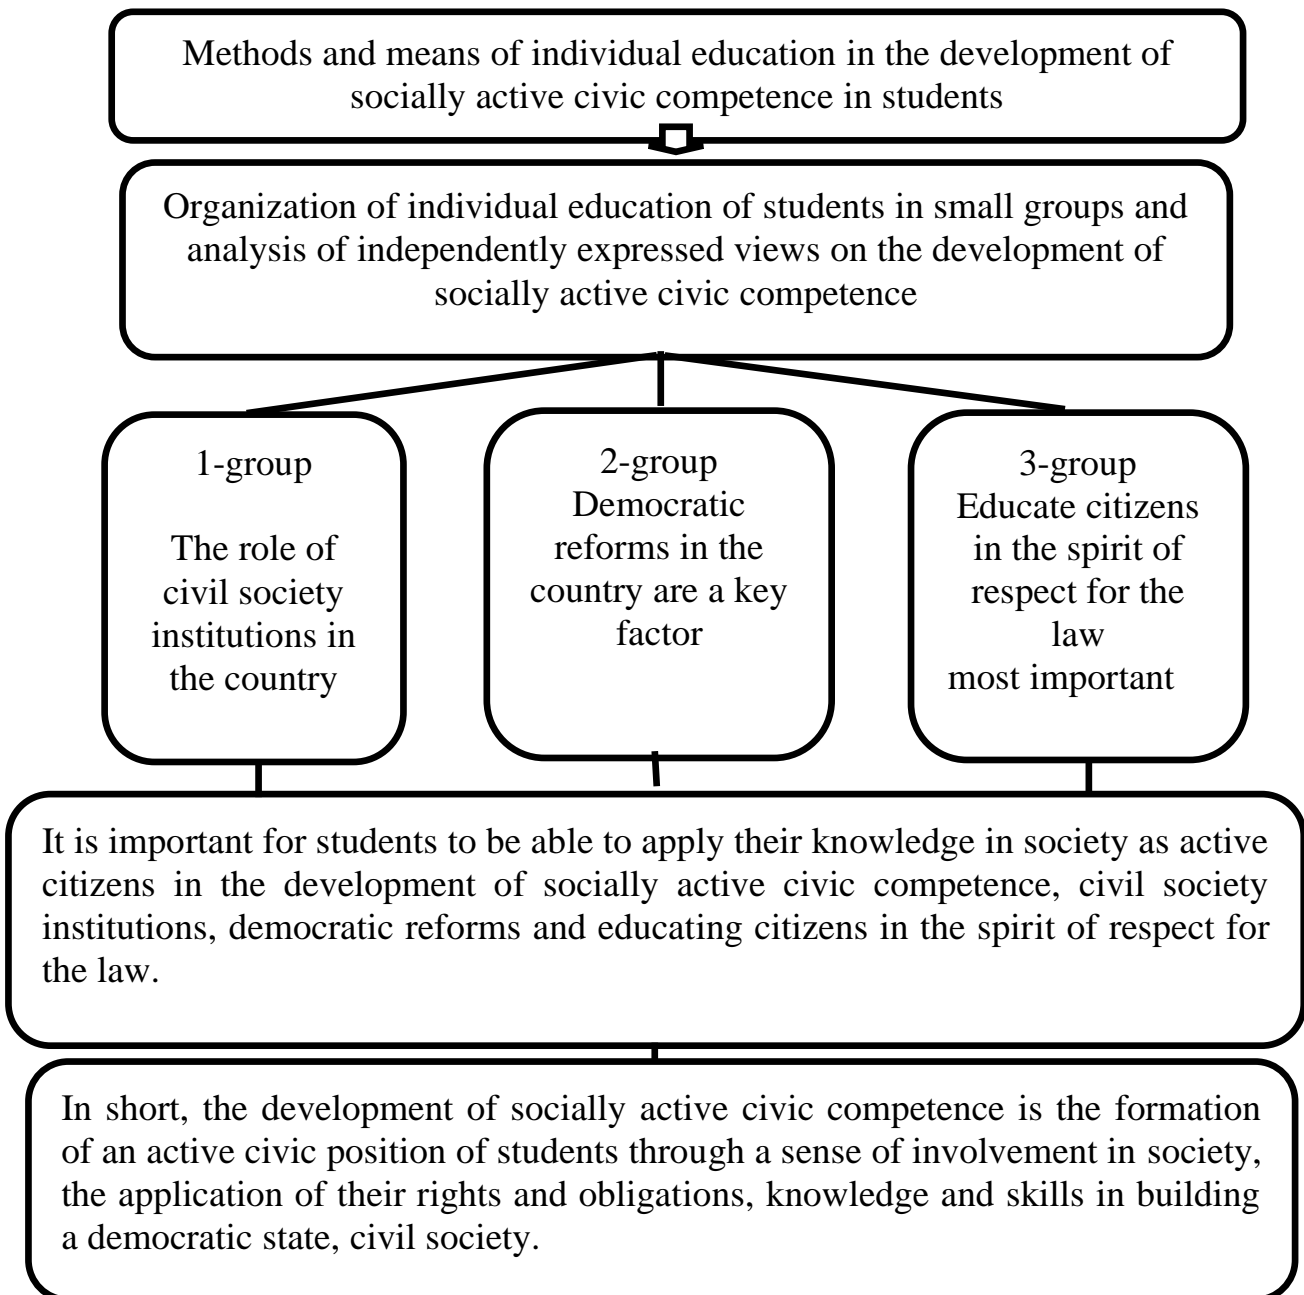 Methods and means of individual education in the development of
socially active civic competence in students
Organization of individual education of students in small groups and
analysis of independently expressed views on the development of
socially active civic competence
1-group
The role of
civil society
institutions in
the country
2-group
Democratic
reforms in the
country are a key
factor
3-group
Educate citizens
in the spirit of
respect for the
law
most important
It is important for students to be able to apply their knowledge in society as active
citizens in the development of socially active civic competence, civil society
institutions, democratic reforms and educating citizens in the spirit of respect for
the law.
In short, the development of socially active civic competence is the formation
of an active civic position of students through a sense of involvement in society,
the application of their rights and obligations, knowledge and skills in building
a democratic state, civil society.